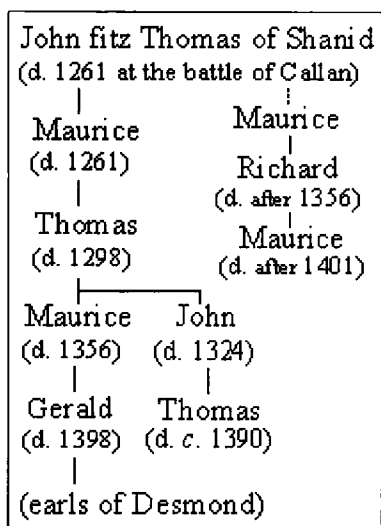 John fitz Thomas of Shanid
(d. 1261 at the battle of Callan)
Maurice Maurice
(d. 1261) Richard
(d. after 1356)
Thomas Maurice
(d. 1298) (d. after 1401)
Maurice John
(d. 1356) (d. 1324)
Gerald Thomas
(d. 1398) (d. c. 1390)
(earls of Desmond)